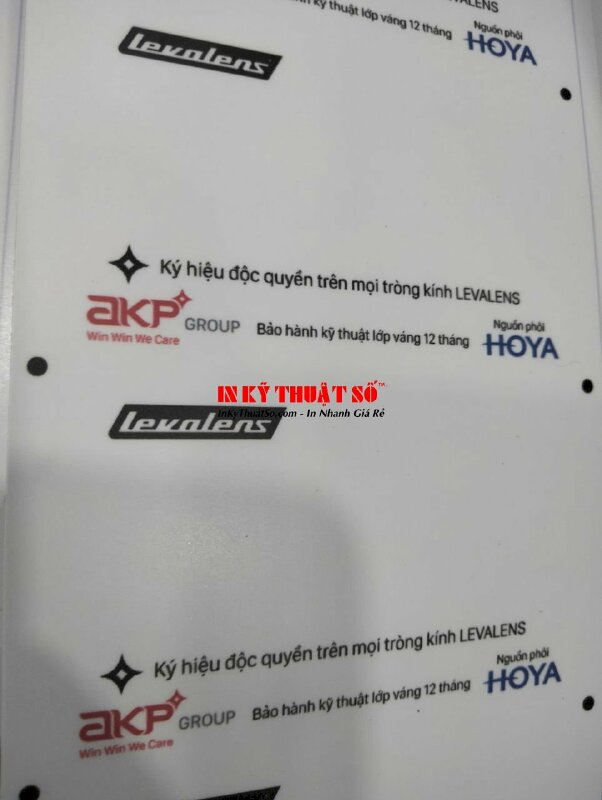 LEVALENS
kỹ thuật lớp váng 12 tháng
Nguồn phôi
HOYA
Levalens
Ký hiệu độc quyền trên mọi tròng kính LEVALENS
AKP GROUP
Win Win We Care
Bảo hành kỹ thuật lớp váng 12 tháng
Nguồn phôi
HOYA
IN KỸ THUẬT SỐ™
InKyThuatSo.com - In Nhanh Giá Rẻ
Levalens
Ký hiệu độc quyền trên mọi tròng kính LEVALENS
AKP GROUP
Win Win We Care
Bảo hành kỹ thuật lớp váng 12 tháng
Nguồn phôi
HOYA